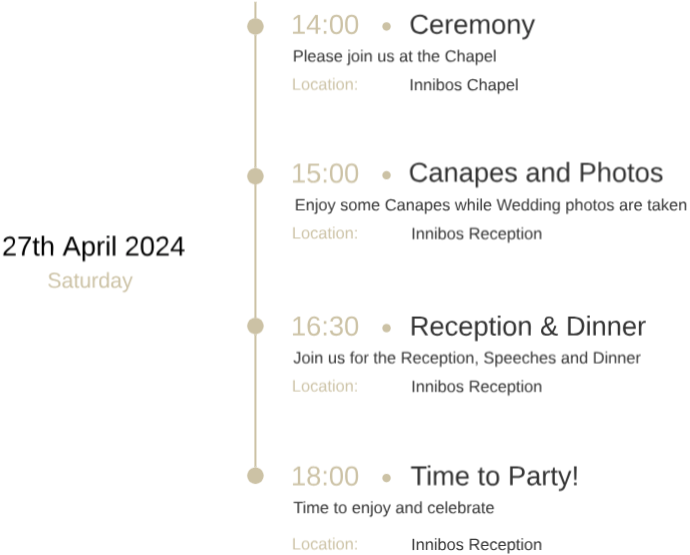 14:00 • Ceremony
Please join us at the Chapel
Location: Innibos Chapel
15:00 • Canapes and Photos
Enjoy some Canapes while Wedding photos are taken
Location: Innibos Reception
27th April 2024
Saturday
16:30 • Reception & Dinner
Join us for the Reception, Speeches and Dinner
Location: Innibos Reception
18:00 • Time to Party!
Time to enjoy and celebrate
Location: Innibos Reception